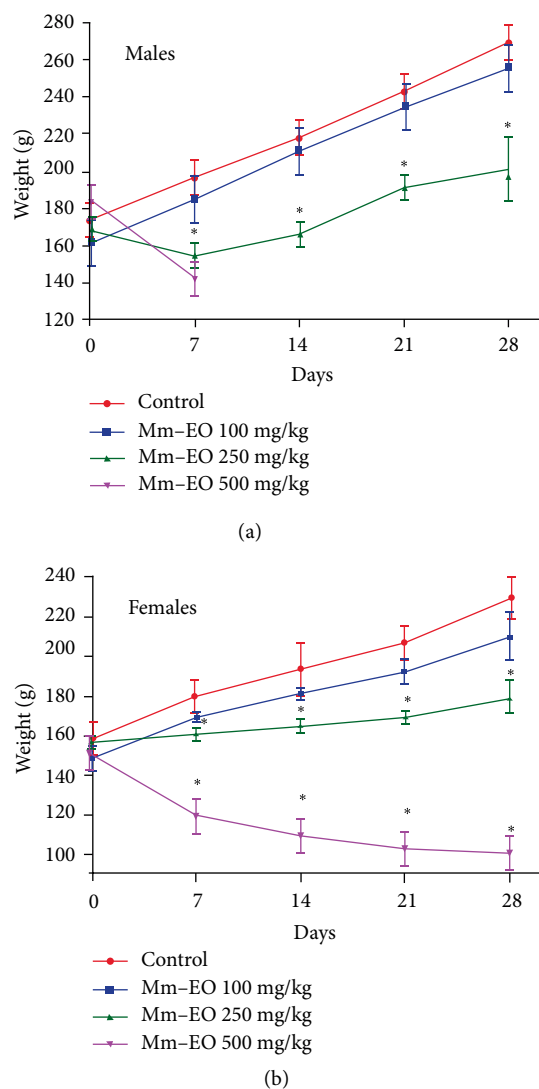 280
Males
260
240
220
200
180
160
140
120
Weight (g)
*
*
*
*
0
7
14
21
28
Days
Control
Mm–EO 100 mg/kg
Mm–EO 250 mg/kg
Mm–EO 500 mg/kg
(a)
240
Females
220
200
180
160
140
120
100
Weight (g)
*
*
*
*
*
*
*
*
0
7
14
21
28
Days
Control
Mm–EO 100 mg/kg
Mm–EO 250 mg/kg
Mm–EO 500 mg/kg
(b)